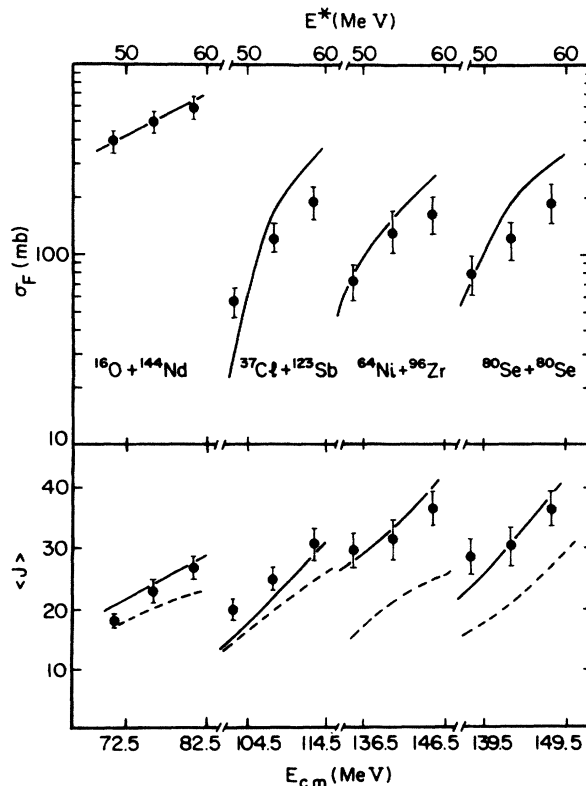 E*(MeV)
50 60 50 60 50 60 50 60
σF (mb)
100
10
¹⁶O+¹⁴⁴Nd ³⁷Cl+¹²³Sb ⁶⁴Ni+⁹⁶Zr ⁸⁰Se+⁸⁰Se
<J>
40
30
20
10
72.5 82.5 104.5 114.5 136.5 146.5 139.5 149.5
Ec.m(MeV)